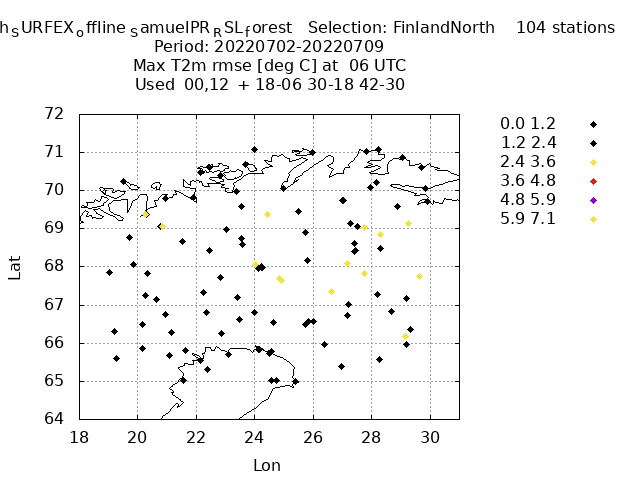 h_SURFEX_offline_SamuelPR_RSL_forest Selection: FinlandNorth 104 stations
Period: 20220702-20220709
Max T2m rmse [deg C] at 06 UTC
Used 00,12 + 18-06 30-18 42-30
72
71
70
69
68
67
66
65
64
18 20 22 24 26 28 30
Lat
Lon
0.0 1.2
1.2 2.4
2.4 3.6
3.6 4.8
4.8 5.9
5.9 7.1